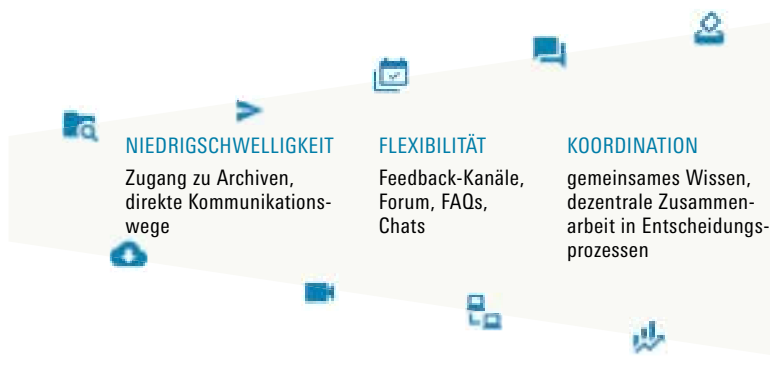 NIEDRIGSCHWELLIGKEIT
Zugang zu Archiven,
direkte Kommunikations-
wege
FLEXIBILITÄT
Feedback-Kanäle,
Forum, FAQs,
Chats
KOORDINATION
gemeinsames Wissen,
dezentrale Zusammen-
arbeit in Entscheidungs-
prozessen